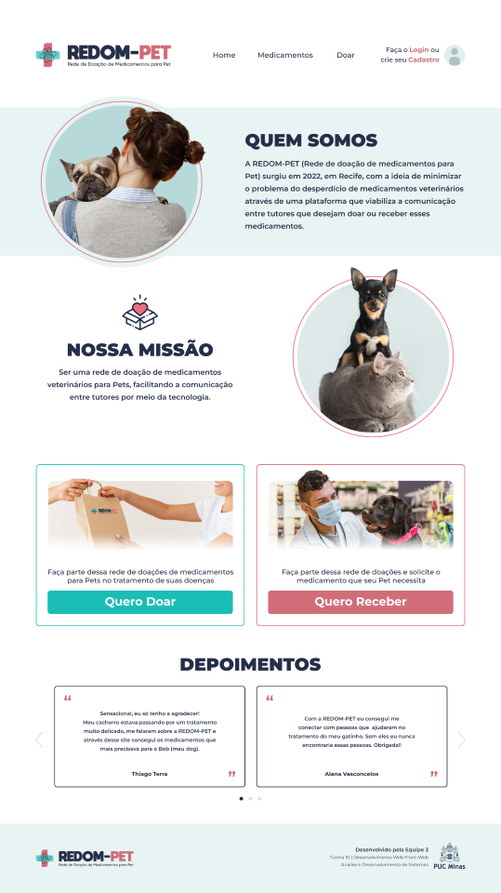 REDOM-PET
Rede de Doação de Medicamentos para Pet
Home
Medicamentos
Doar
Faça o Login ou
crie seu Cadastro
QUEM SOMOS
A REDOM-PET (Rede de doação de medicamentos para
Pet) surgiu em 2022, em Recife, com a ideia de minimizar
o problema do desperdício de medicamentos veterinários
através de uma plataforma que viabiliza a comunicação
entre tutores que desejam doar ou receber esses
medicamentos.
NOSSA MISSÃO
Ser uma rede de doação de medicamentos
veterinários para Pets, facilitando a comunicação
entre tutores por meio da tecnologia.
REDOM-PET
Faça parte dessa rede de doações de medicamentos
para Pets no tratamento de suas doenças
Quero Doar
Faça parte dessa rede de doações e solicite o
medicamento que seu Pet necessita
Quero Receber
DEPOIMENTOS
“
Sensacional, eu só tenho a agradecer!
Meu cachorro estava passando por um tratamento
muito delicado, me falaram sobre a REDOM-PET e
através desse site consegui os medicamentos que
mais precisava para o Bob (meu dog).
Thiago Terra
”
“
Com a REDOM-PET eu consegui me
conectar com pessoas que ajudaram no
tratamento do meu gatinho. Sem eles eu nunca
encontraria essas pessoas. Obrigada!!
Alana Vasconcelos
”
REDOM-PET
Rede de Doação de Medicamentos para Pet
Desenvolvido pela Equipe 3
Turma 10 | Desenvolvimento Web Front-Web
Análise e Desenvolvimento de Sistemas
PUC Minas